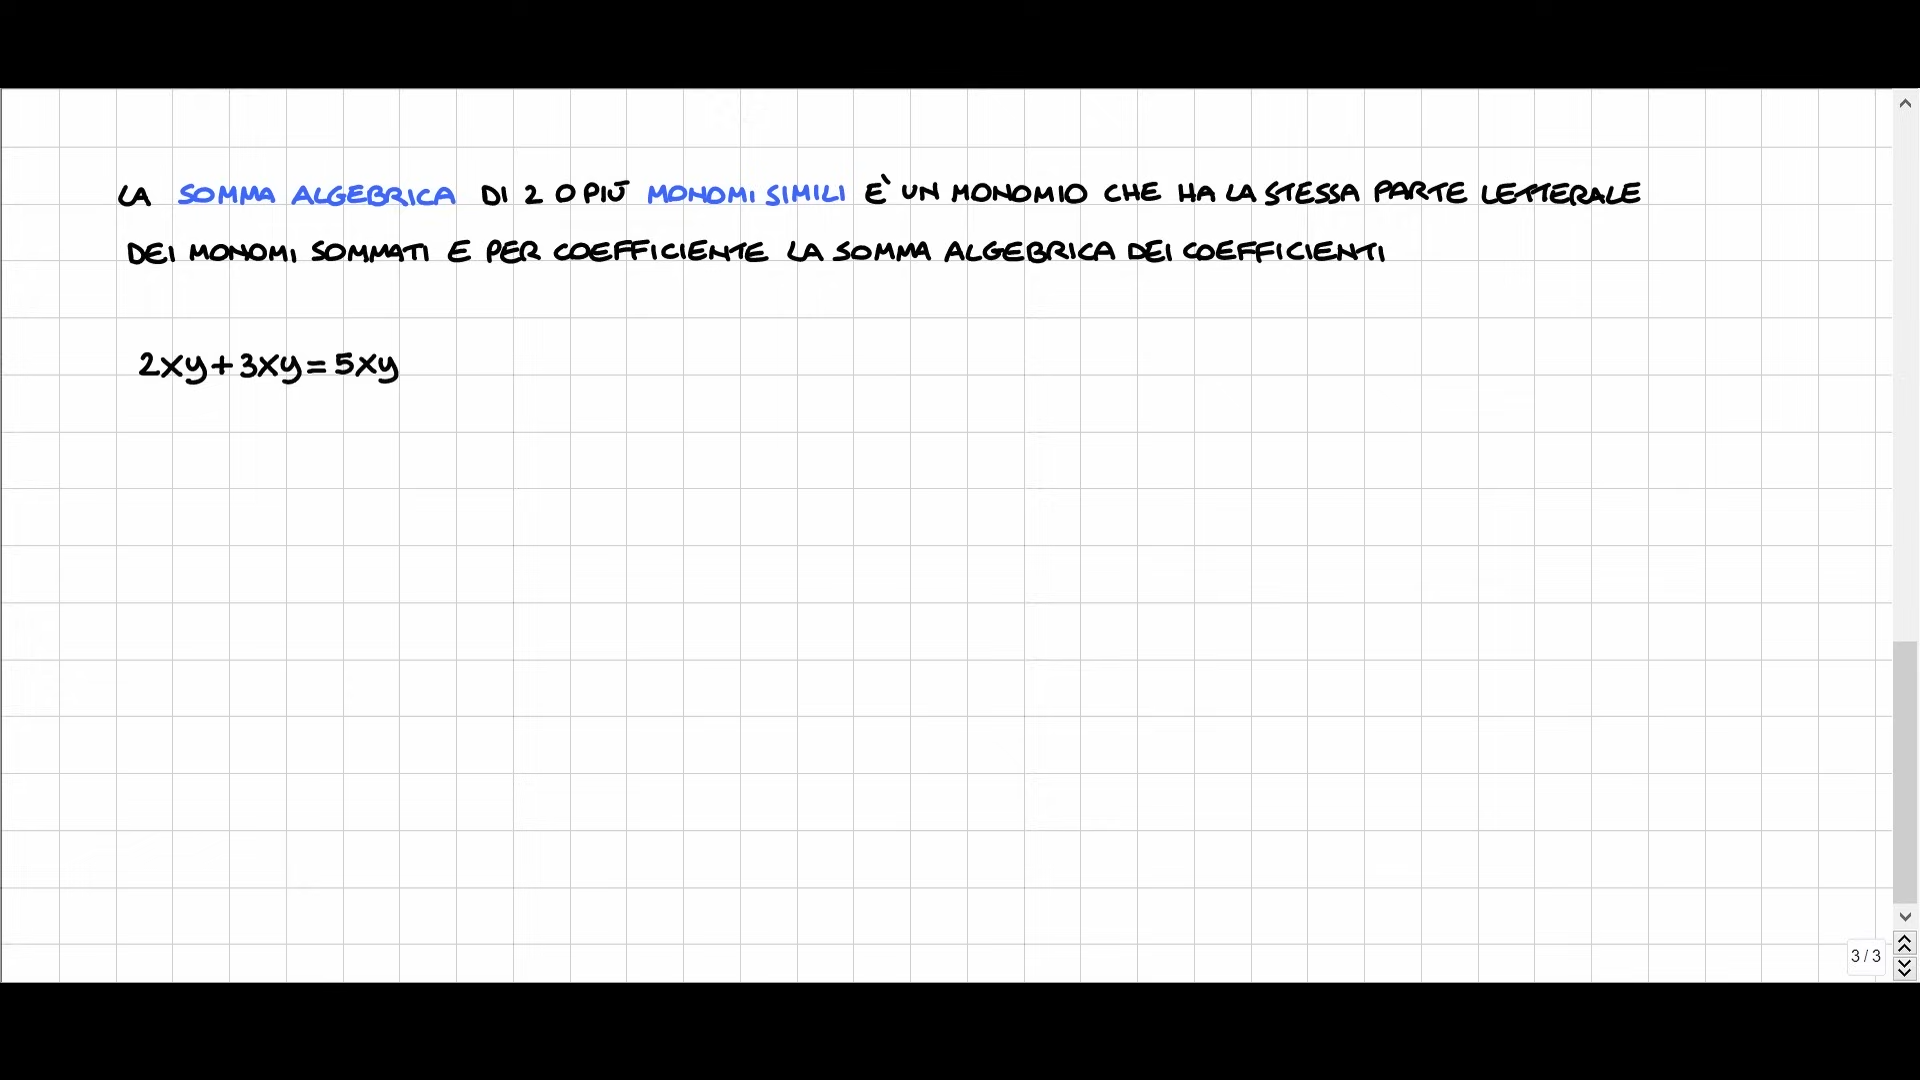 LA SOMMA ALGEBRICA DI 2 O PIÙ MONOMI SIMILI E' UN MONOMIO CHE HA LA STESSA PARTE LETTERALE
DEI MONOMI SOMMATI E PER COEFFICIENTE LA SOMMA ALGEBRICA DEI COEFFICIENTI
2xy+3xy=5xy
3/3